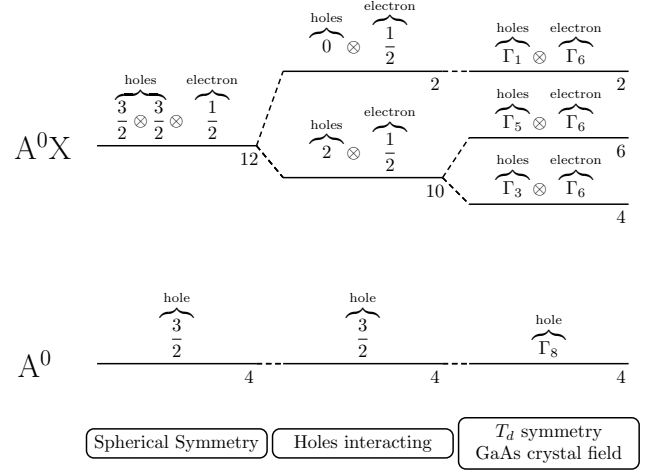 holes electron
0 ⊗ 1/2
2
holes electron
Γ1 ⊗ Γ6
2
A⁰X
holes electron
3/2 ⊗ 3/2 ⊗ 1/2
12
holes electron
2 ⊗ 1/2
10
holes electron
Γ5 ⊗ Γ6
6
holes electron
Γ3 ⊗ Γ6
4
A⁰
hole
3/2
4
hole
3/2
4
hole
Γ8
4
Spherical Symmetry
Holes interacting
Td symmetry
GaAs crystal field